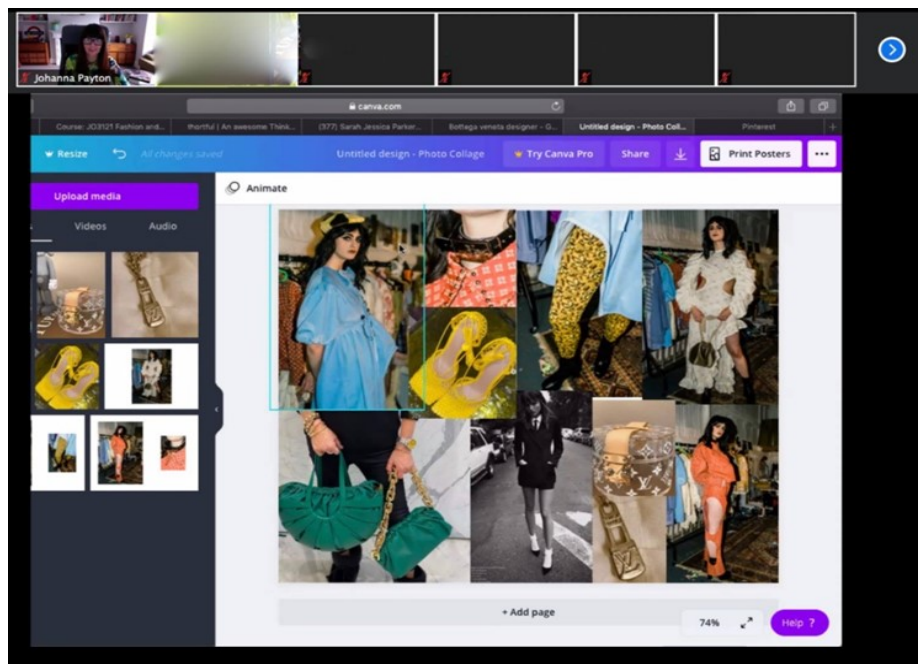 Johanna Payton
canva.com
Course: JO3121 Fashion and...
thortful | An awesome Think...
(377) Sarah Jessica Parker...
Bottega veneta designer - G...
Untitled design - Photo Coll...
Pinterest
Resize
All changes saved
Untitled design - Photo Collage
Try Canva Pro
Share
Print Posters
Upload media
Animate
Videos
Audio
+ Add page
74%
Help ?